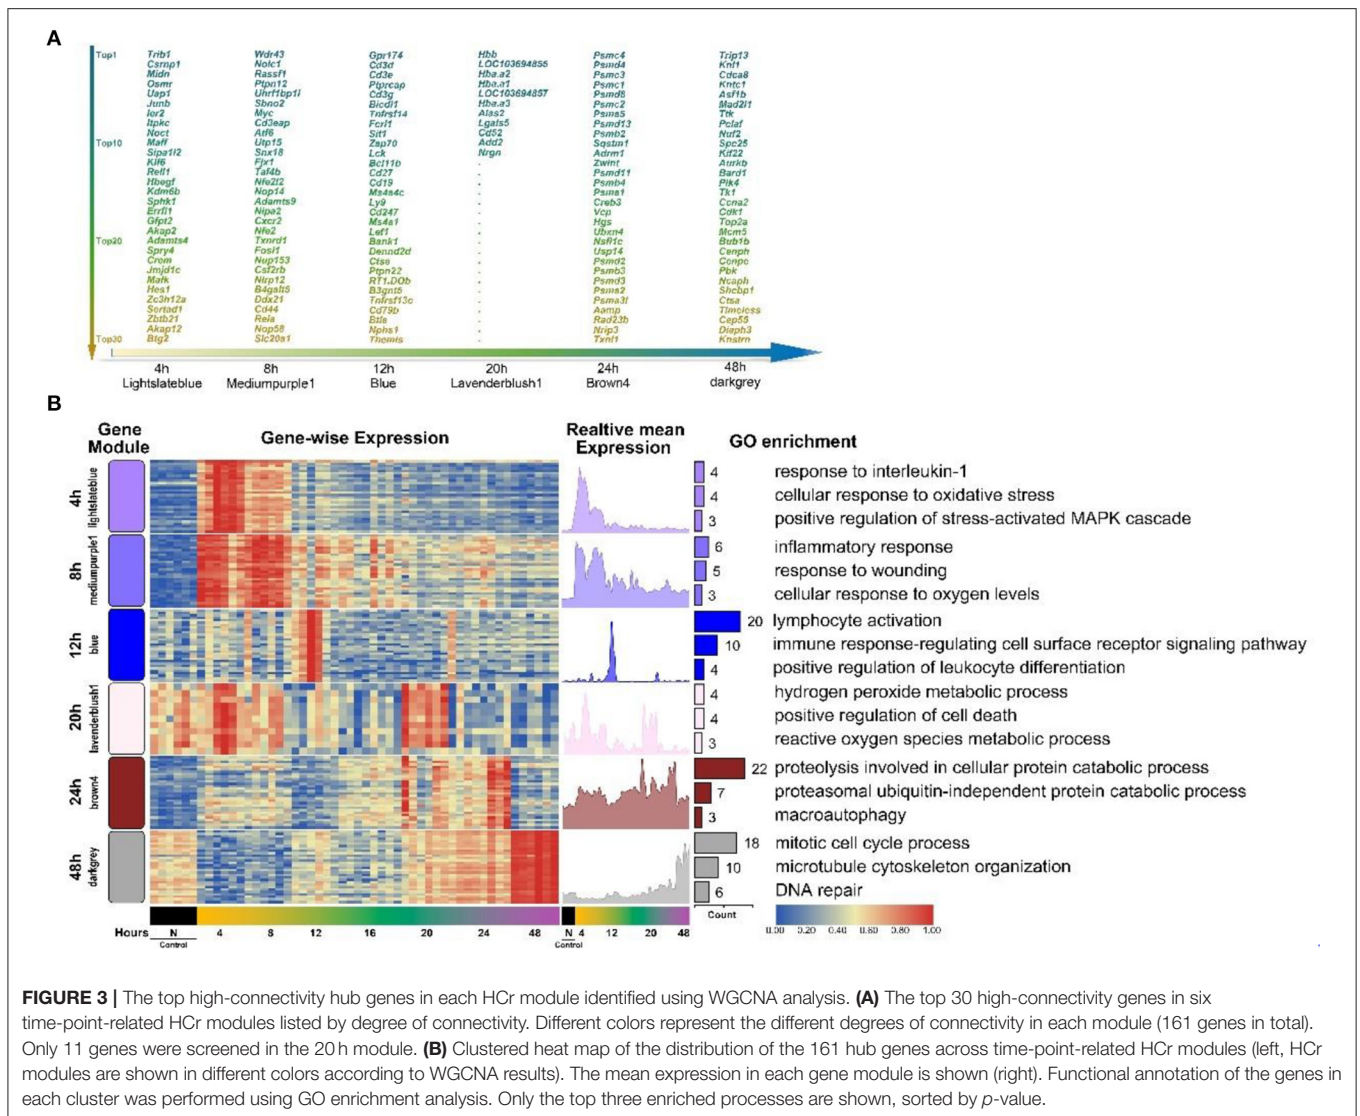 A
Top1 Trib1 Wdr43 Gpr174 Hbb Psmc4 Trip13
Csrnp1 Nolc1 Cd3d LOC103694855 Psmd4 Knl1
Midn Rassf1 Cd3e Hba.a2 Psmc3 Cdca8
Osmr Ptpn12 Ptprcap Hba.a1 Psmc1 Kntc1
Uap1 Uhrf1bp1l Cd3g LOC103694857 Psmd8 Asf1b
Junb Sbno2 Bicdl1 Hba.a3 Psmc2 Mad2l1
Ier2 Myc Tnfrsf14 Alas2 Psma5 Ttk
Itpkc Cd3eap Fcrl1 Lgals5 Psmd13 Pclaf
Noct Atf6 Sit1 Cd52 Psmb2 Nuf2
Top10 Maff Utp15 Zap70 Add2 Sqstm1 Spc25
Sipa1l2 Snx18 Lck Nrgn Adrm1 Kif22
Klf6 Fjx1 Bcl11b . Zwint Aurkb
Rell1 Taf4b Cd27 . Psmd11 Bard1
Hbegf Nfe2l2 Cd19 . Psmb4 Plk4
Kdm6b Nop14 Ms4a4c . Psma1 Tk1
Sphk1 Adamts9 Ly9 . Creb3 Ccna2
Errfi1 Nipa2 Cd247 . Vcp Cdk1
Gfpt2 Cxcr2 Ms4a1 . Hgs Top2a
Akap2 Nfe2 Lef1 . Ubxn4 Mcm5
Top20 Adamts4 Txnrd1 Bank1 . Nsfl1c Bub1b
Spry4 Fosl1 Dennd2d . Usp14 Cenph
Crem Nup153 Ctse . Psmd2 Cenpc
Jmjd1c Csf2rb Ptpn22 . Psmb3 Pbk
Mafk Nlrp12 RT1.DOb . Psmd3 Ncaph
Hes1 B4galt5 B3gnt5 . Psma2 Shcbp1
Zc3h12a Ddx21 Tnfrsf13c . Psma3l Ctsa
Sertad1 Cd44 Cd79b . Aamp Timeless
Zbtb21 Rela Btla . Rad23b Cep55
Akap12 Nop58 Nphs1 . Nrip3 Diaph3
Top30 Btg2 Slc20a1 Themis . Txnl1 Knstrn
4h 8h 12h 20h 24h 48h
Lightslateblue Mediumpurple1 Blue Lavenderblush1 Brown4 darkgrey
B
Gene Module
Gene-wise Expression
Realtive mean Expression
GO enrichment
4h lightslateblue
4 response to interleukin-1
4 cellular response to oxidative stress
3 positive regulation of stress-activated MAPK cascade
8h mediumpurple1
6 inflammatory response
5 response to wounding
3 cellular response to oxygen levels
12h blue
20 lymphocyte activation
10 immune response-regulating cell surface receptor signaling pathway
4 positive regulation of leukocyte differentiation
20h lavenderblush1
4 hydrogen peroxide metabolic process
4 positive regulation of cell death
3 reactive oxygen species metabolic process
24h brown4
22 proteolysis involved in cellular protein catabolic process
7 proteasomal ubiquitin-independent protein catabolic process
3 macroautophagy
48h darkgrey
18 mitotic cell cycle process
10 microtubule cytoskeleton organization
6 DNA repair
Count
Hours N 4 8 12 16 20 24 48
Control
N 4 12 20 48
Control
0.00 0.20 0.40 0.60 0.80 1.00
FIGURE 3 | The top high-connectivity hub genes in each HCr module identified using WGCNA analysis. (A) The top 30 high-connectivity genes in six
time-point-related HCr modules listed by degree of connectivity. Different colors represent the different degrees of connectivity in each module (161 genes in total).
Only 11 genes were screened in the 20 h module. (B) Clustered heat map of the distribution of the 161 hub genes across time-point-related HCr modules (left, HCr
modules are shown in different colors according to WGCNA results). The mean expression in each gene module is shown (right). Functional annotation of the genes in
each cluster was performed using GO enrichment analysis. Only the top three enriched processes are shown, sorted by p-value.